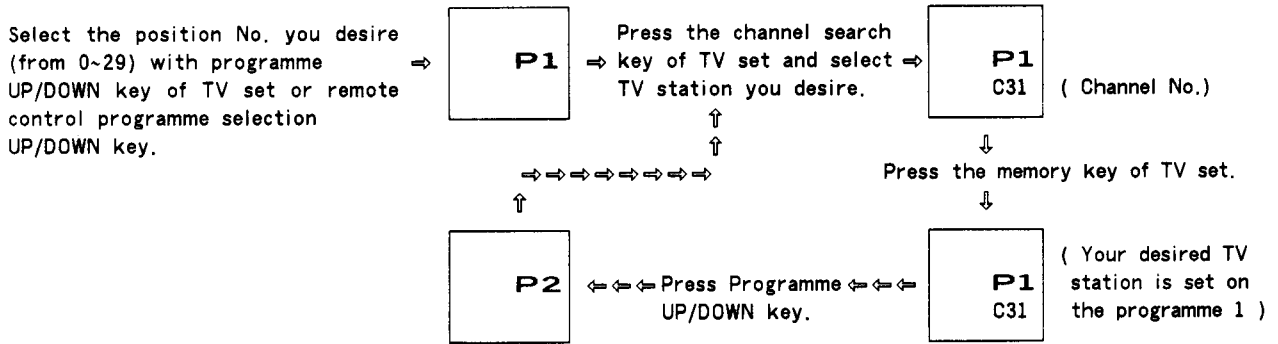 Select the position No. you desire
(from 0~29) with programme
UP/DOWN key of TV set or remote
control programme selection
UP/DOWN key.
⇒
P1
⇒
Press the channel search
key of TV set and select
TV station you desire.
⇒
P1
C31
( Channel No.)
⇓
Press the memory key of TV set.
⇓
P1
C31
( Your desired TV
station is set on
the programme 1 )
⇐⇐⇐ Press Programme ⇐⇐⇐
UP/DOWN key.
P2
⇑
⇒⇒⇒⇒⇒⇒⇒⇒
⇑
⇑